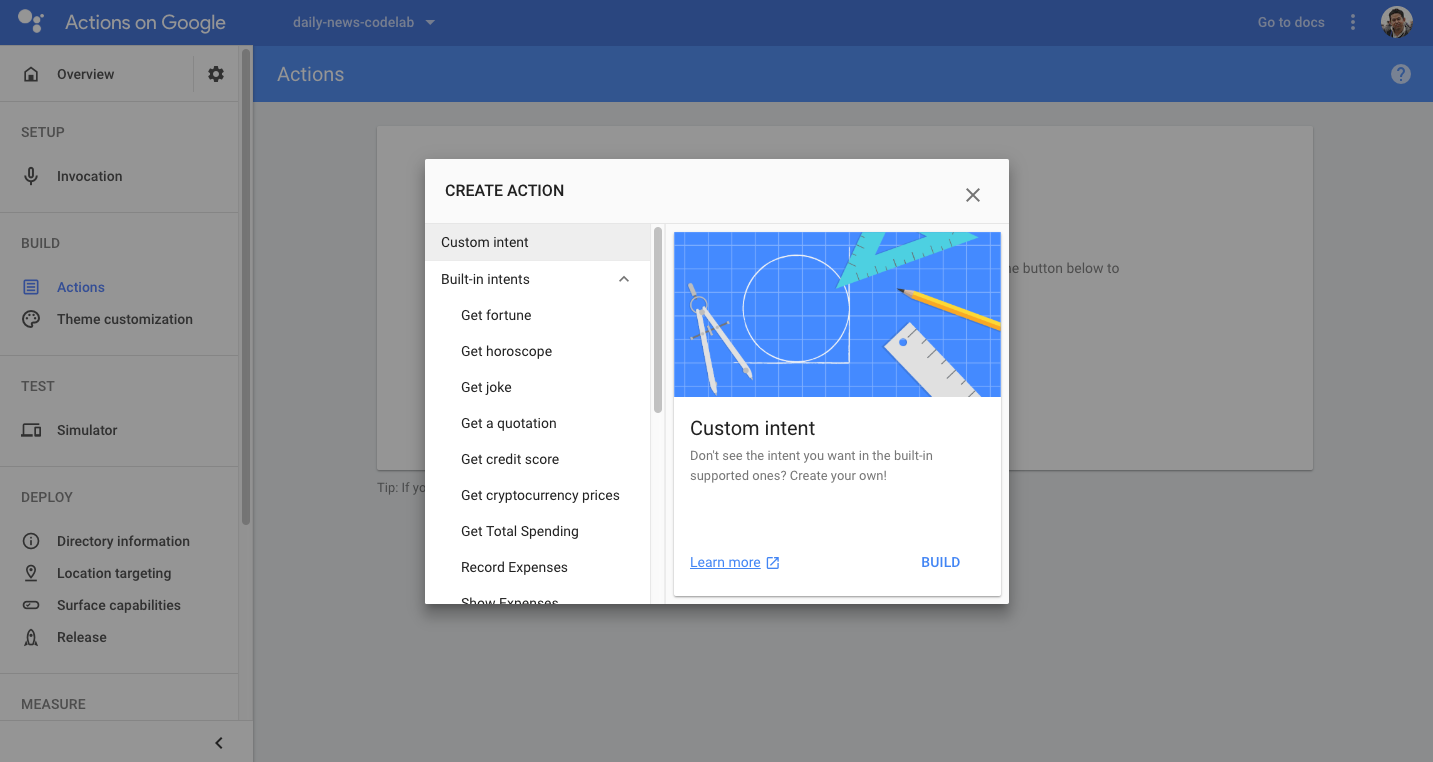 Actions on Google
daily-news-codelab
Go to docs
Overview
Actions
SETUP
Invocation
BUILD
Actions
Theme customization
TEST
Simulator
DEPLOY
Directory information
Location targeting
Surface capabilities
Release
MEASURE
CREATE ACTION
Custom intent
Built-in intents
Get fortune
Get horoscope
Get joke
Get a quotation
Get credit score
Get cryptocurrency prices
Get Total Spending
Record Expenses
Show Expenses
Custom intent
Don't see the intent you want in the built-in
supported ones? Create your own!
Learn more
BUILD
button below to
Tip: If